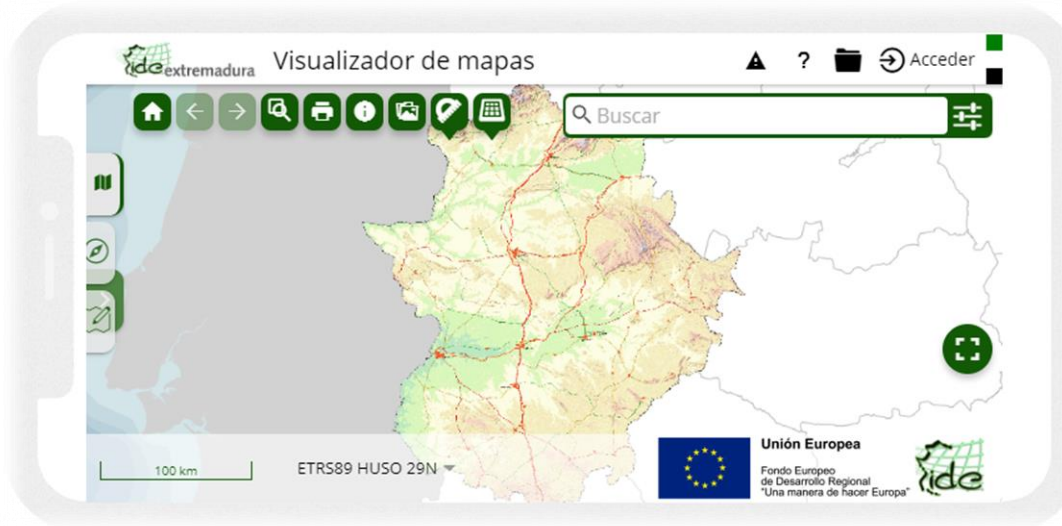 ide extremadura
Visualizador de mapas
?
Acceder
Buscar
100 km
ETRS89 HUSO 29N
Unión Europea
Fondo Europeo
de Desarrollo Regional
"Una manera de hacer Europa"
ide